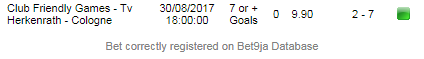 Club Friendly Games - Tv Herkenrath - Cologne
30/08/2017 18:00:00
7 or + Goals
0
9.90
2 - 7
Bet correctly registered on Bet9ja Database